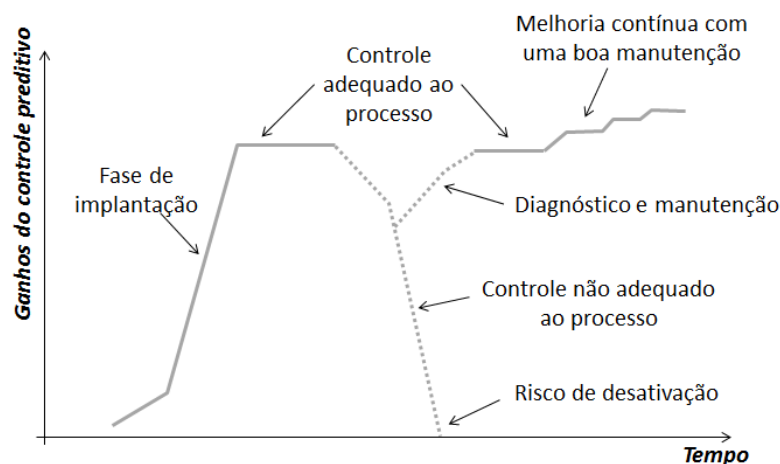 Ganhos do controle preditivo
Melhoria contínua com
uma boa manutenção
Controle
adequado ao
processo
Fase de
implantação
Diagnóstico e manutenção
Controle não adequado
ao processo
Risco de desativação
Tempo